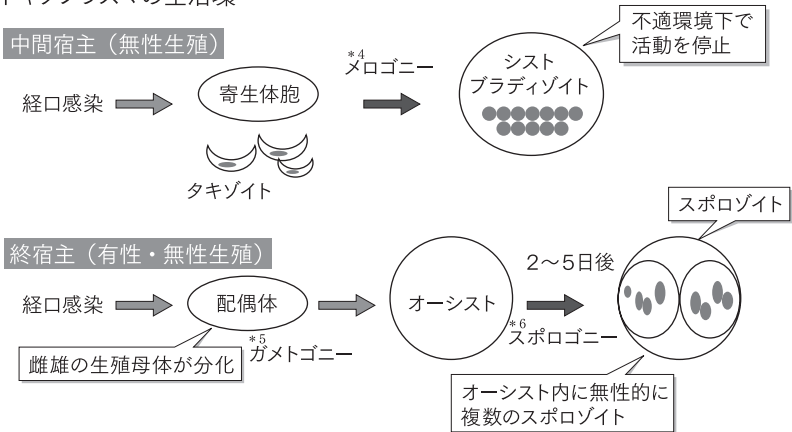 トキソプラズマの生活環
中間宿主（無性生殖）
経口感染
寄生体胞
タキゾイト
*4
メロゴニー
シスト
ブラディゾイト
不適環境下で
活動を停止
終宿主（有性・無性生殖）
経口感染
配偶体
雌雄の生殖母体が分化
*5
ガメトゴニー
オーシスト
2〜5日後
*6
スポロゴニー
スポロゾイト
オーシスト内に無性的に
複数のスポロゾイト